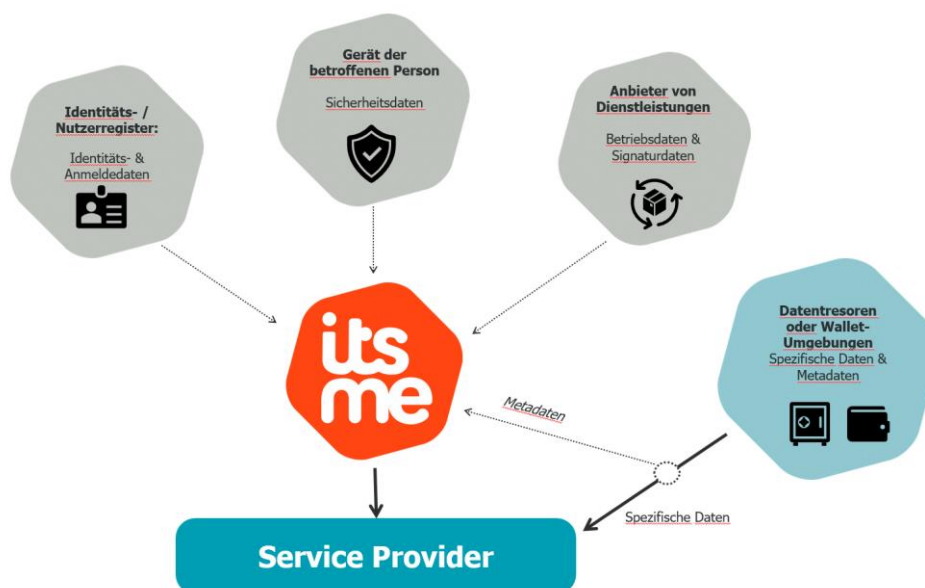 Identitäts- /
Nutzerregister:
Identitäts- &
Anmeldedaten
Gerät der
betroffenen Person
Sicherheitsdaten
Anbieter von
Dienstleistungen
Betriebsdaten &
Signaturdaten
its
me
Datentresoren
oder Wallet-
Umgebungen
Spezifische Daten &
Metadaten
Metadaten
Spezifische Daten
Service Provider